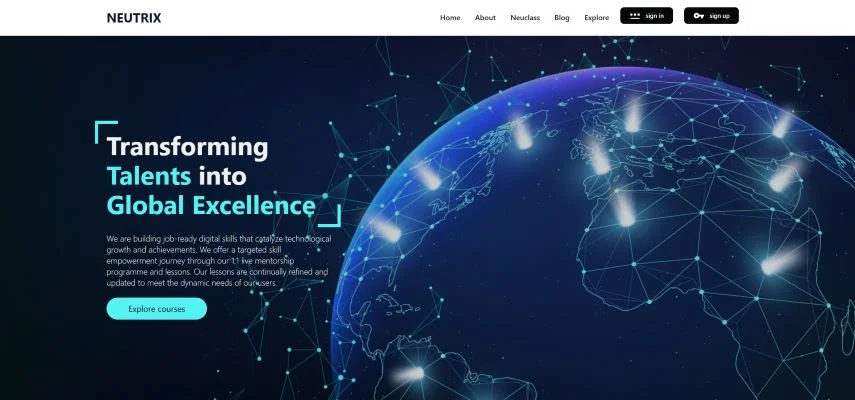 NEUTRIX
Home About Neuclass Blog Explore sign in sign up
Transforming
Talents into
Global Excellence
We are building job-ready digital skills that catalyze technological
growth and achievements. We offer a targeted skill
empowerment journey through our 1:1 live mentorship
programme and lessons. Our lessons are continually refined and
updated to meet the dynamic needs of our users.
Explore courses